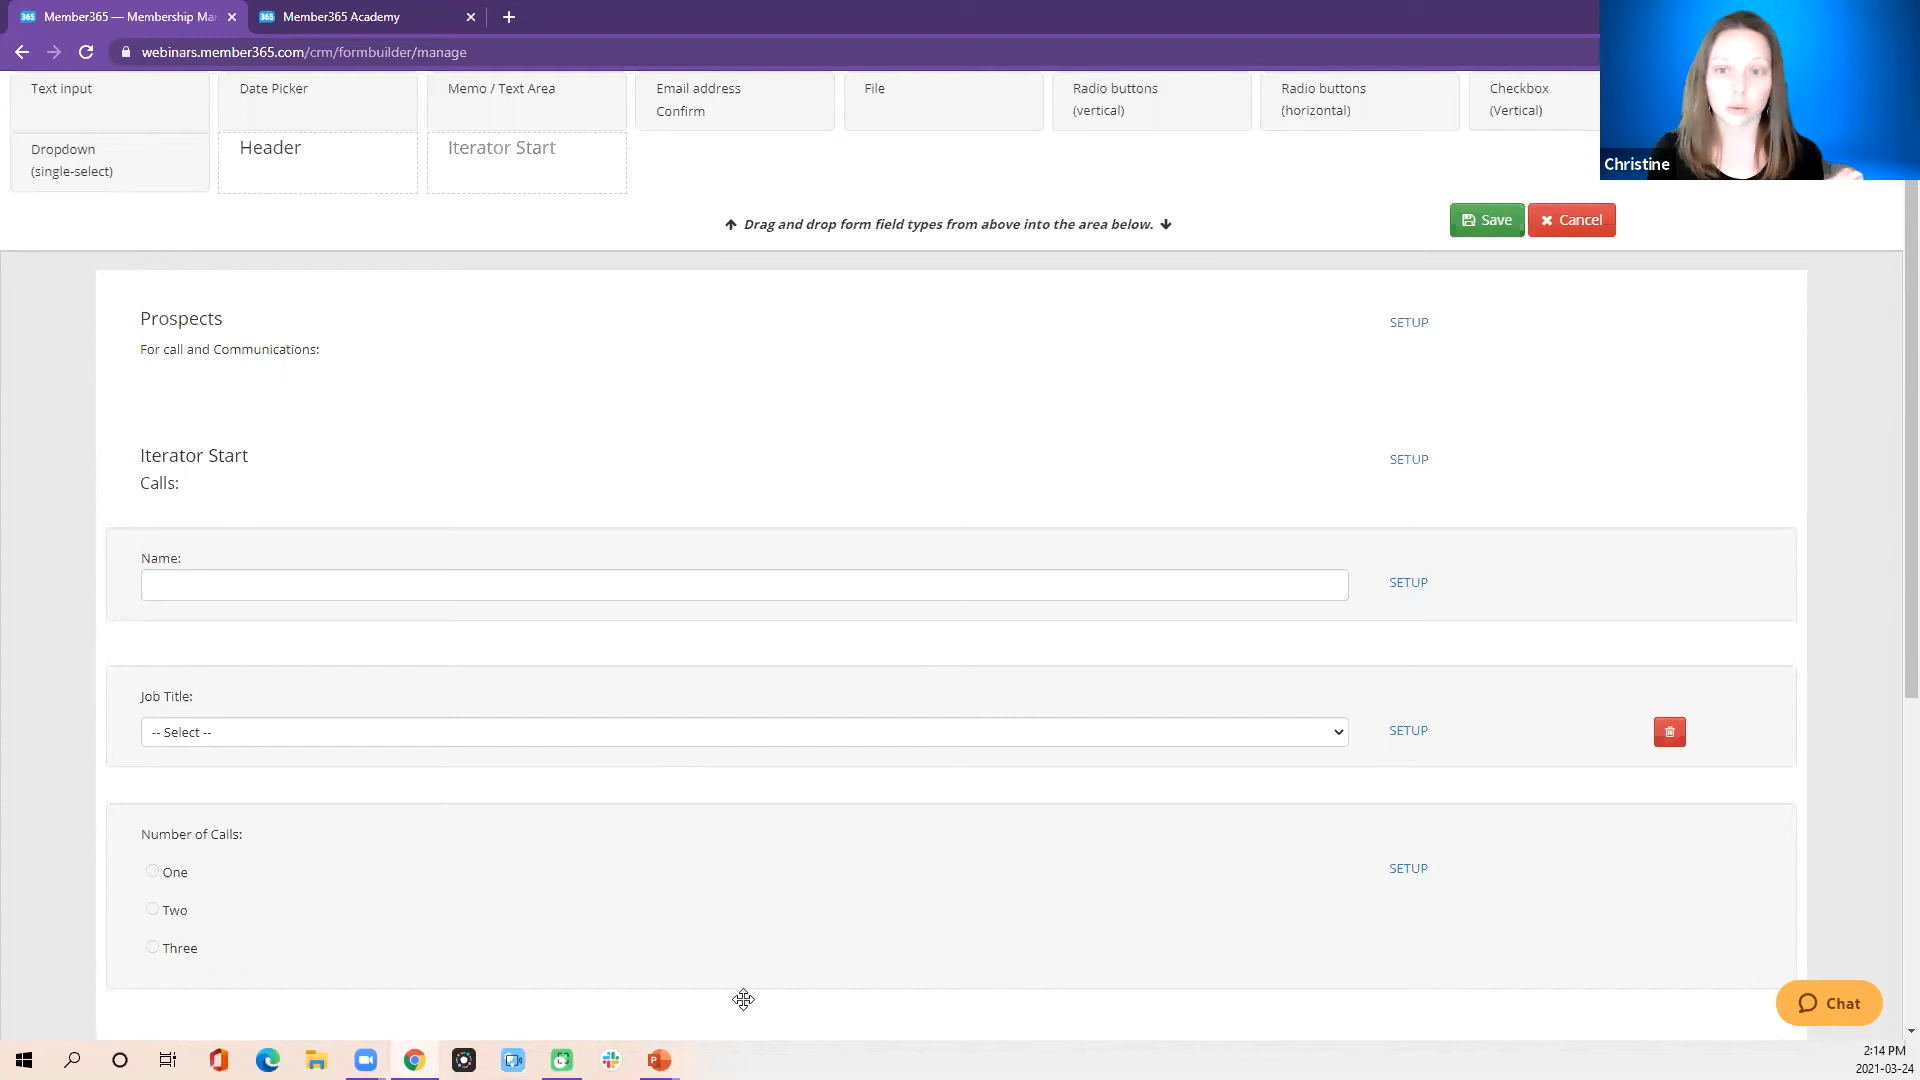 365 Member365 — Membership Ma
365 Member365 Academy
webinars.member365.com/crm/formbuilder/manage
Text input
Date Picker
Memo / Text Area
Email address
Confirm
File
Radio buttons
(vertical)
Radio buttons
(horizontal)
Checkbox
(Vertical)
Dropdown
(single-select)
Header
Iterator Start
Christine
Drag and drop form field types from above into the area below.
Save
Cancel
Prospects
SETUP
For call and Communications:
Iterator Start
SETUP
Calls:
Name:
SETUP
Job Title:
-- Select --
SETUP
Number of Calls:
One
SETUP
Two
Three
Chat
2:14 PM
2021-03-24